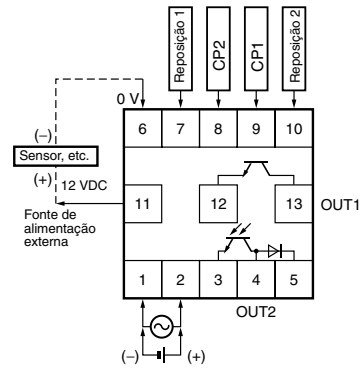 Reposição 1
CP2
CP1
Reposição 2
0 V
(–)
6 7 8 9 10
Sensor, etc.
(+)
12 VDC
Fonte de
alimentação
externa
11 12 13
OUT1
1 2 3 4 5
OUT2
(–) (+)